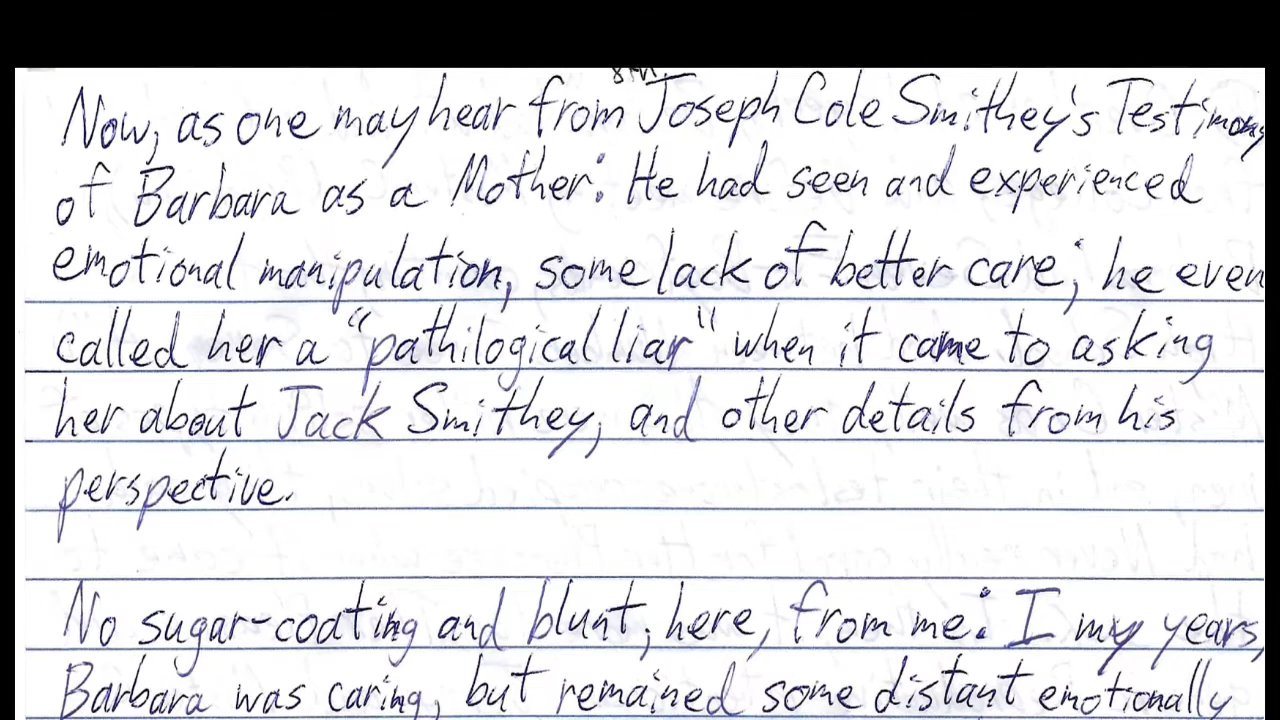 Now, as one may hear from Joseph Cole Smithey's Testimony
of Barbara as a Mother: He had seen and experienced
emotional manipulation, some lack of better care; he even
called her a "pathilogical liar" when it came to asking
her about Jack Smithey, and other details from his
perspective.
No sugar-coating and blunt, here, from me: I my years,
Barbara was caring, but remained some distant emotionally